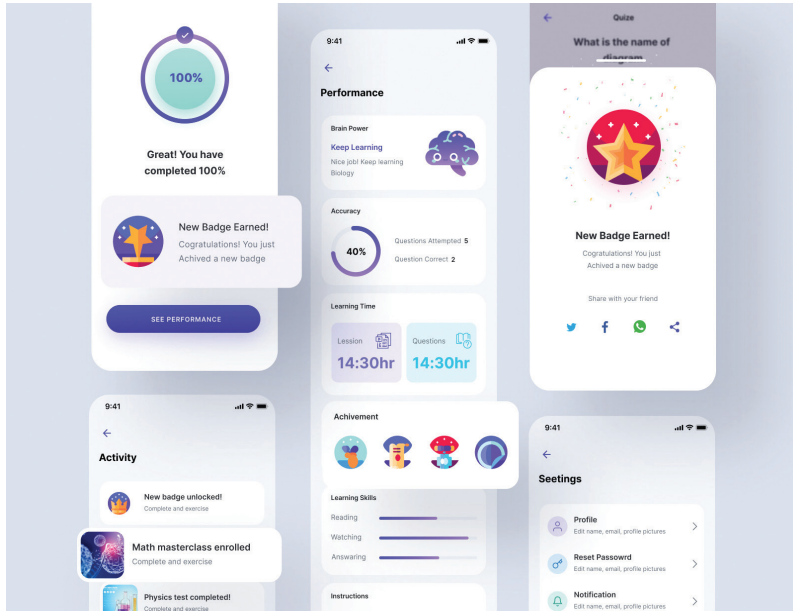 100%
Great! You have
completed 100%
New Badge Earned!
Cogratulations! You just
Achived a new badge
SEE PERFORMANCE
9:41
Activity
New badge unlocked!
Complete and exercise
Math masterclass enrolled
Complete and exercise
Physics test completed!
Complete and exercise
9:41
Performance
Brain Power
Keep Learning
Nice job! Keep learning
Biology
Accuracy
40%
Questions Attempted 5
Question Correct 2
Learning Time
Lession
14:30hr
Questions
14:30hr
Achivement
Learning Skills
Reading
Watching
Answaring
Instructions
Quize
What is the name of
diagram
New Badge Earned!
Cogratulations! You just
Achived a new badge
Share with your friend
9:41
Seetings
Profile
Edit name, email, profile pictures
Reset Passowrd
Edit name, email, profile pictures
Notification
Edit name, email, profile pictures